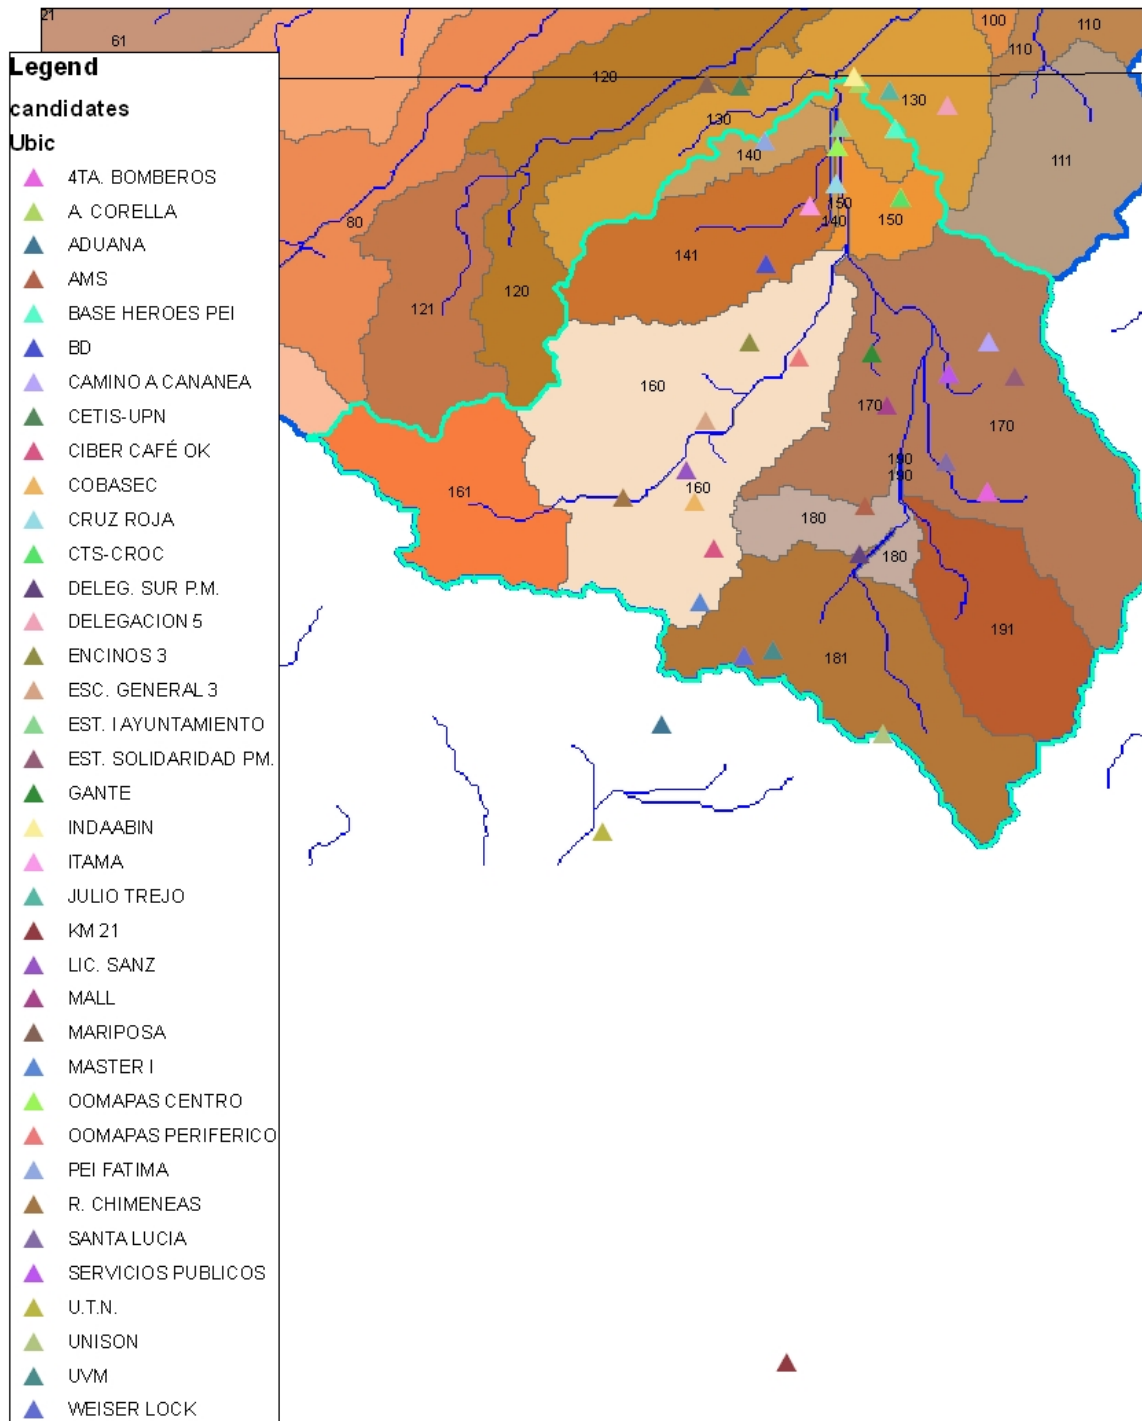 21
61
100
110
110
120
130
130
111
140
150
140
150
80
141
121
120
160
170
170
190
190
160
161
180
180
191
181
Legend
candidates
Ubic
4TA. BOMBEROS
A. CORELLA
ADUANA
AMS
BASE HEROES PEI
BD
CAMINO A CANANEA
CETIS-UPN
CIBER CAFÉ OK
COBASEC
CRUZ ROJA
CTS-CROC
DELEG. SUR P.M.
DELEGACION 5
ENCINOS 3
ESC. GENERAL 3
EST. I AYUNTAMIENTO
EST. SOLIDARIDAD PM.
GANTE
INDAABIN
ITAMA
JULIO TREJO
KM 21
LIC. SANZ
MALL
MARIPOSA
MASTER I
OOMAPAS CENTRO
OOMAPAS PERIFERICO
PEI FATIMA
R. CHIMENEAS
SANTA LUCIA
SERVICIOS PUBLICOS
U.T.N.
UNISON
UVM
WEISER LOCK